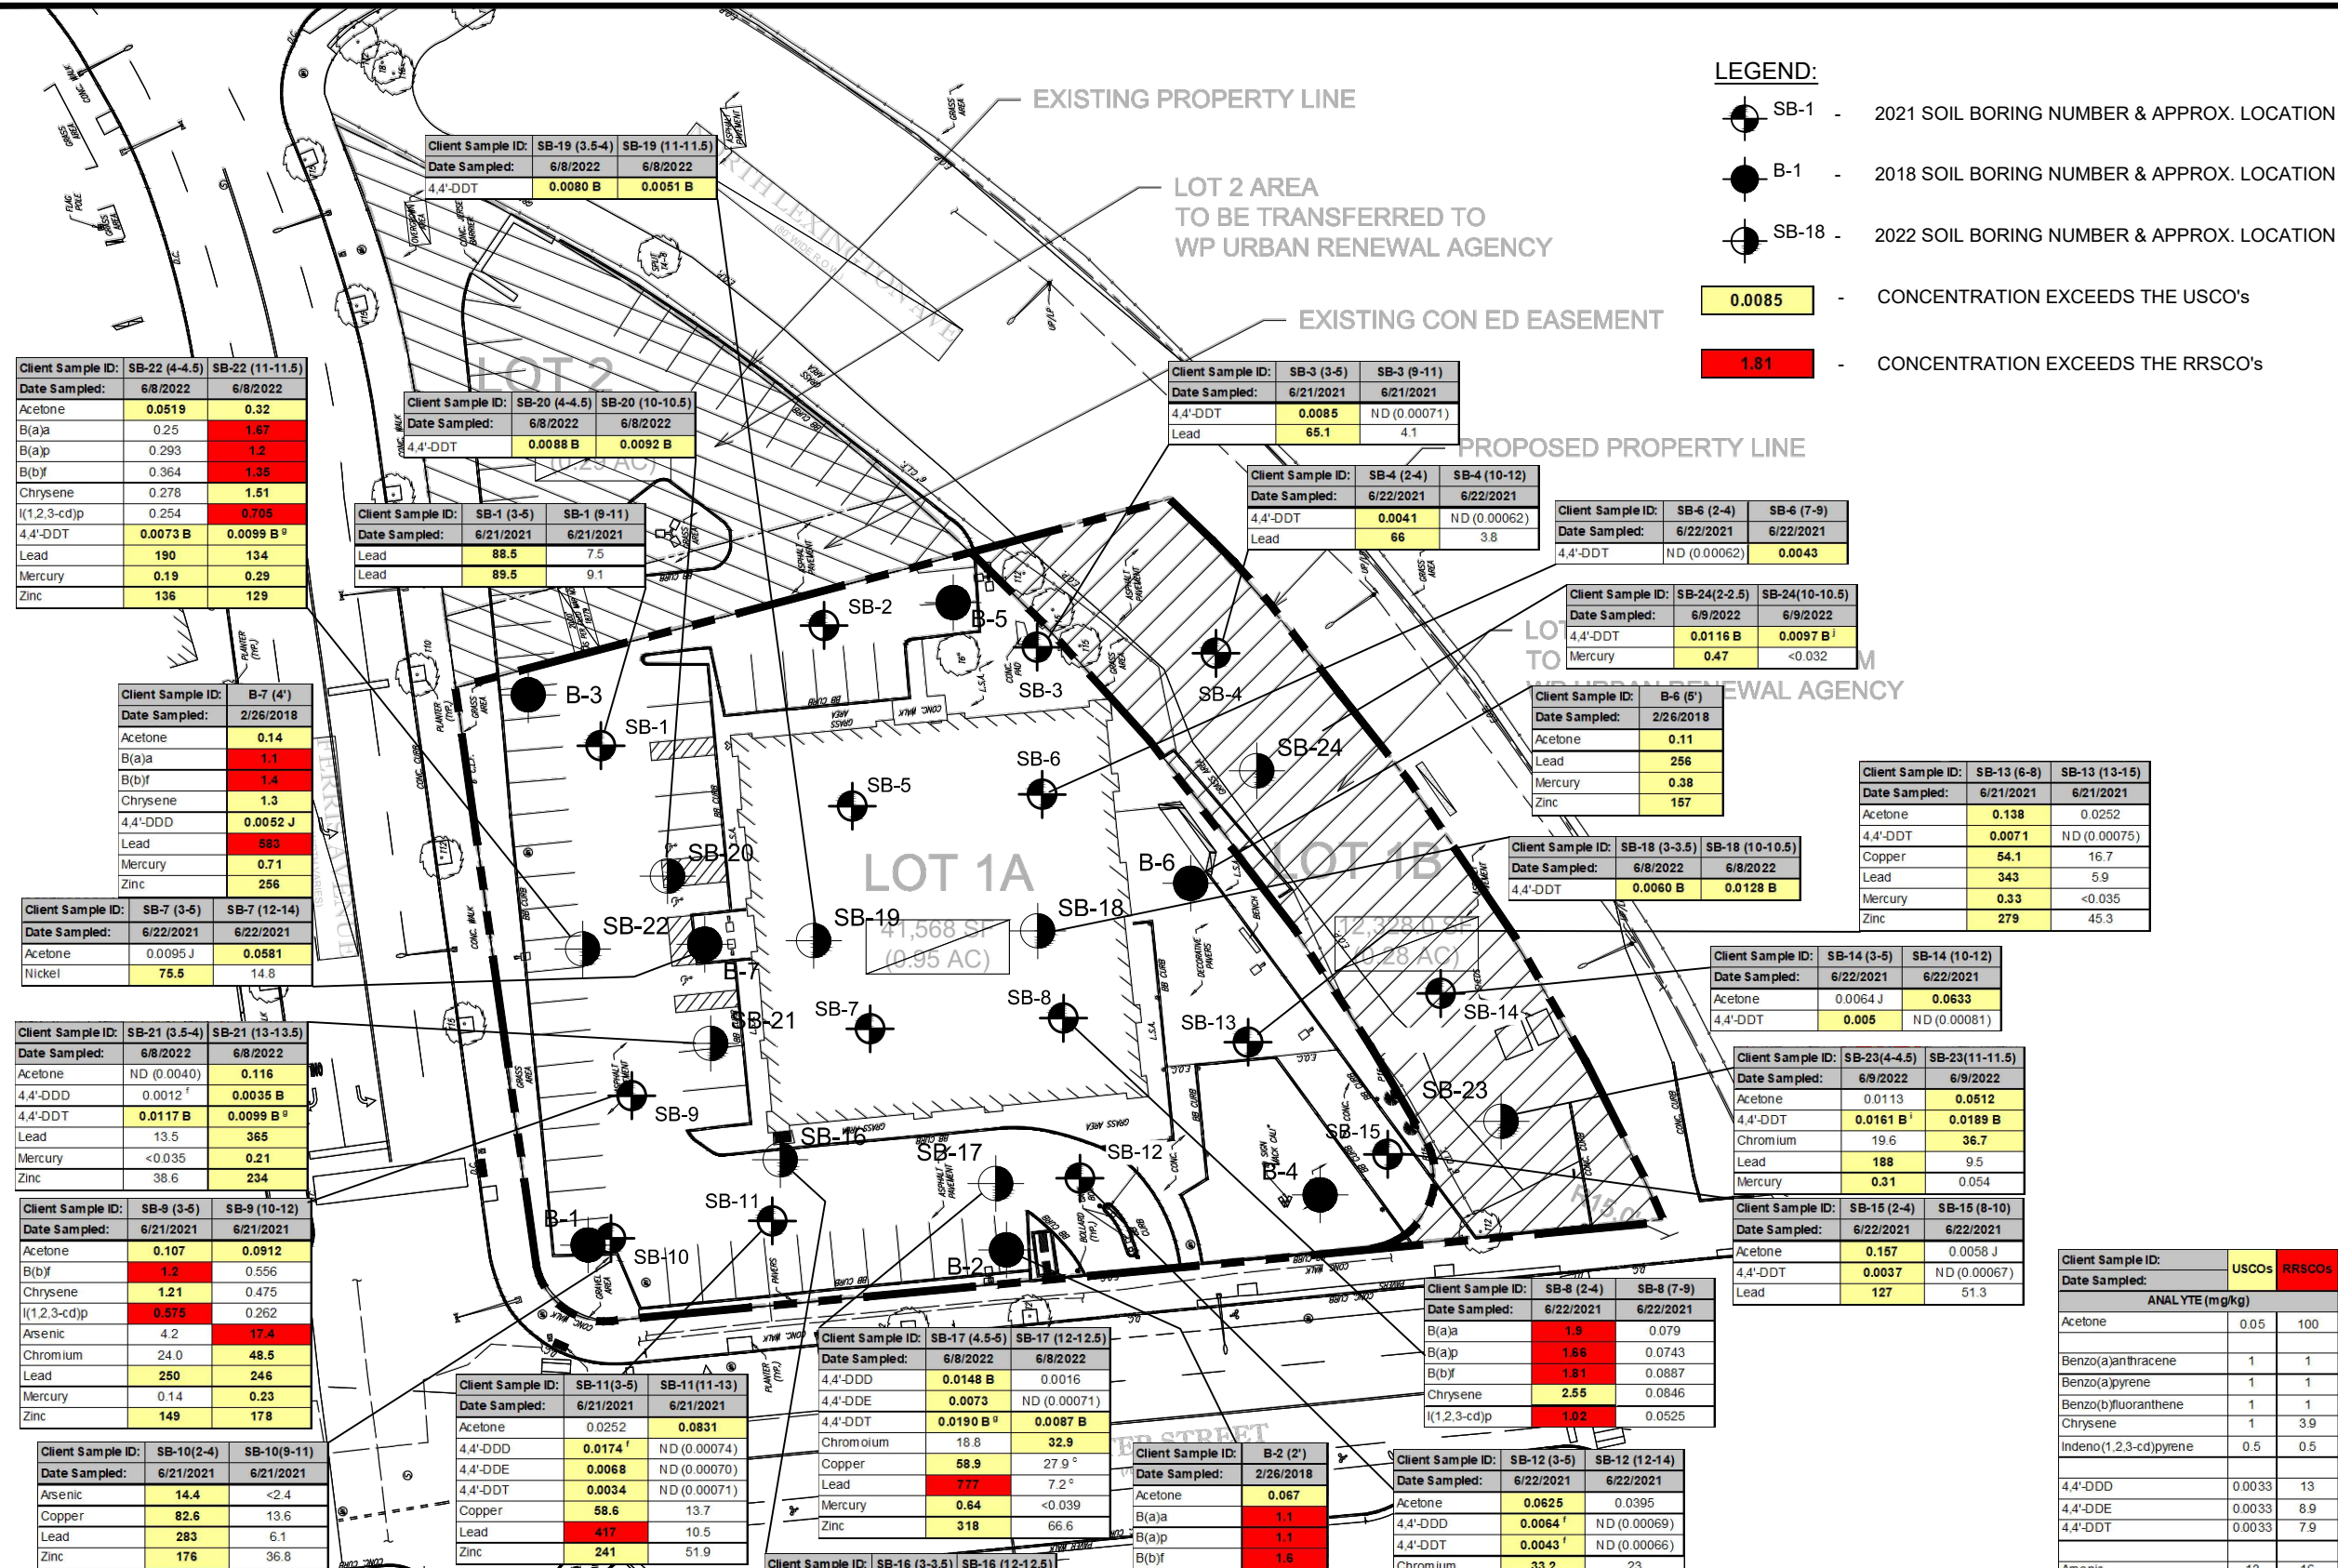 LEGEND:
SB-1 - 2021 SOIL BORING NUMBER & APPROX. LOCATION
B-1 - 2018 SOIL BORING NUMBER & APPROX. LOCATION
SB-18 - 2022 SOIL BORING NUMBER & APPROX. LOCATION
0.0085 - CONCENTRATION EXCEEDS THE USCO's
1.81 - CONCENTRATION EXCEEDS THE RRSCO's
EXISTING PROPERTY LINE
LOT 2 AREA
TO BE TRANSFERRED TO
WP URBAN RENEWAL AGENCY
EXISTING CON ED EASEMENT
PROPOSED PROPERTY LINE
Client Sample ID: SB-19 (3.5-4) SB-19 (11-11.5)
Date Sampled: 6/8/2022 6/8/2022
4,4'-DDT 0.0080 B 0.0051 B
LOT 2
Client Sample ID: SB-22 (4-4.5) SB-22 (11-11.5)
Date Sampled: 6/8/2022 6/8/2022
Acetone 0.0519 0.32
B(a)a 0.25 1.67
B(a)p 0.293 1.2
B(b)f 0.364 1.35
Chrysene 0.278 1.51
I(1,2,3-cd)p 0.254 0.705
4,4'-DDT 0.0073 B 0.0099 B g
Lead 190 134
Mercury 0.19 0.29
Zinc 136 129
Client Sample ID: SB-20 (4-4.5) SB-20 (10-10.5)
Date Sampled: 6/8/2022 6/8/2022
4,4'-DDT 0.0088 B 0.0092 B
Client Sample ID: SB-1 (3-5) SB-1 (9-11)
Date Sampled: 6/21/2021 6/21/2021
Lead 88.5 7.5
Lead 89.5 9.1
Client Sample ID: SB-3 (3-5) SB-3 (9-11)
Date Sampled: 6/21/2021 6/21/2021
4,4'-DDT 0.0085 ND (0.00071)
Lead 65.1 4.1
Client Sample ID: SB-4 (2-4) SB-4 (10-12)
Date Sampled: 6/22/2021 6/22/2021
4,4'-DDT 0.0041 ND (0.00062)
Lead 66 3.8
Client Sample ID: SB-6 (2-4) SB-6 (7-9)
Date Sampled: 6/22/2021 6/22/2021
4,4'-DDT ND (0.00062) 0.0043
Client Sample ID: SB-24(2-2.5) SB-24(10-10.5)
Date Sampled: 6/9/2022 6/9/2022
4,4'-DDT 0.0116 B 0.0097 B j
Mercury 0.47 <0.032
Client Sample ID: B-6 (5')
Date Sampled: 2/26/2018
Acetone 0.11
Lead 256
Mercury 0.38
Zinc 157
Client Sample ID: B-7 (4')
Date Sampled: 2/26/2018
Acetone 0.14
B(a)a 1.1
B(b)f 1.4
Chrysene 1.3
4,4'-DDD 0.0052 J
Lead 583
Mercury 0.71
Zinc 256
Client Sample ID: SB-13 (6-8) SB-13 (13-15)
Date Sampled: 6/21/2021 6/21/2021
Acetone 0.138 0.0252
4,4'-DDT 0.0071 ND (0.00075)
Copper 54.1 16.7
Lead 343 5.9
Mercury 0.33 <0.035
Zinc 279 45.3
Client Sample ID: SB-18 (3-3.5) SB-18 (10-10.5)
Date Sampled: 6/8/2022 6/8/2022
4,4'-DDT 0.0060 B 0.0128 B
Client Sample ID: SB-7 (3-5) SB-7 (12-14)
Date Sampled: 6/22/2021 6/22/2021
Acetone 0.0095 J 0.0581
Nickel 75.5 14.8
Client Sample ID: SB-14 (3-5) SB-14 (10-12)
Date Sampled: 6/22/2021 6/22/2021
Acetone 0.0064 J 0.0633
4,4'-DDT 0.005 ND (0.00081)
Client Sample ID: SB-21 (3.5-4) SB-21 (13-13.5)
Date Sampled: 6/8/2022 6/8/2022
Acetone ND (0.0040) 0.116
4,4'-DDD 0.0012 f 0.0035 B
4,4'-DDT 0.0117 B 0.0099 B g
Lead 13.5 365
Mercury <0.035 0.21
Zinc 38.6 234
Client Sample ID: SB-23(4-4.5) SB-23(11-11.5)
Date Sampled: 6/9/2022 6/9/2022
Acetone 0.0113 0.0512
4,4'-DDT 0.0161 B i 0.0189 B
Chromium 19.6 36.7
Lead 188 9.5
Mercury 0.31 0.054
Client Sample ID: SB-9 (3-5) SB-9 (10-12)
Date Sampled: 6/21/2021 6/21/2021
Acetone 0.107 0.0912
B(b)f 1.2 0.556
Chrysene 1.21 0.475
I(1,2,3-cd)p 0.575 0.262
Arsenic 4.2 17.4
Chromium 24.0 48.5
Lead 250 246
Mercury 0.14 0.23
Zinc 149 178
Client Sample ID: SB-15 (2-4) SB-15 (8-10)
Date Sampled: 6/22/2021 6/22/2021
Acetone 0.157 0.0058 J
4,4'-DDT 0.0037 ND (0.00067)
Lead 127 51.3
Client Sample ID: USCOs RRSCOs
Date Sampled:
ANALYTE (mg/kg)
Acetone 0.05 100
Benzo(a)anthracene 1 1
Benzo(a)pyrene 1 1
Benzo(b)fluoranthene 1 1
Chrysene 1 3.9
Indeno(1,2,3-cd)pyrene 0.5 0.5
4,4'-DDD 0.0033 13
4,4'-DDE 0.0033 8.9
4,4'-DDT 0.0033 7.9
Client Sample ID: SB-8 (2-4) SB-8 (7-9)
Date Sampled: 6/22/2021 6/22/2021
B(a)a 1.9 0.079
B(a)p 1.66 0.0743
B(b)f 1.81 0.0887
Chrysene 2.55 0.0846
I(1,2,3-cd)p 1.02 0.0525
Client Sample ID: SB-17 (4.5-5) SB-17 (12-12.5)
Date Sampled: 6/8/2022 6/8/2022
4,4'-DDD 0.0148 B 0.0016
4,4'-DDE 0.0073 ND (0.00071)
4,4'-DDT 0.0190 B g 0.0087 B
Chromoium 18.8 32.9
Copper 58.9 27.9 c
Lead 777 7.2 c
Mercury 0.64 <0.039
Zinc 318 66.6
Client Sample ID: SB-11(3-5) SB-11(11-13)
Date Sampled: 6/21/2021 6/21/2021
Acetone 0.0252 0.0831
4,4'-DDD 0.0174 f ND (0.00074)
4,4'-DDE 0.0068 ND (0.00070)
4,4'-DDT 0.0034 ND (0.00071)
Copper 58.6 13.7
Lead 417 10.5
Zinc 241 51.9
Client Sample ID: SB-10(2-4) SB-10(9-11)
Date Sampled: 6/21/2021 6/21/2021
Arsenic 14.4 <2.4
Copper 82.6 13.6
Lead 283 6.1
Zinc 176 36.8
Client Sample ID: B-2 (2')
Date Sampled: 2/26/2018
Acetone 0.067
B(a)a 1.1
B(a)p 1.1
B(b)f 1.6
Client Sample ID: SB-12 (3-5) SB-12 (12-14)
Date Sampled: 6/22/2021 6/22/2021
Acetone 0.0625 0.0395
4,4'-DDD 0.0064 f ND (0.00069)
4,4'-DDT 0.0043 f ND (0.00066)
Chromium 33.2 23
Client Sample ID: SB-16 (3-3.5) SB-16 (12-12.5)
SB-2
B-5
SB-3
SB-4
B-3
SB-1
SB-5
SB-6
SB-24
SB-20
LOT 1A
41,568 SF
(0.95 AC)
B-6
LOT 1B
12,328.0 SF
(0.28 AC)
SB-22
B-7
SB-19
SB-18
SB-7
SB-8
SB-13
SB-14
SB-21
SB-9
SB-16
SB-17
SB-12
SB-15
SB-23
B-4
SB-11
B-1
SB-10
B-2